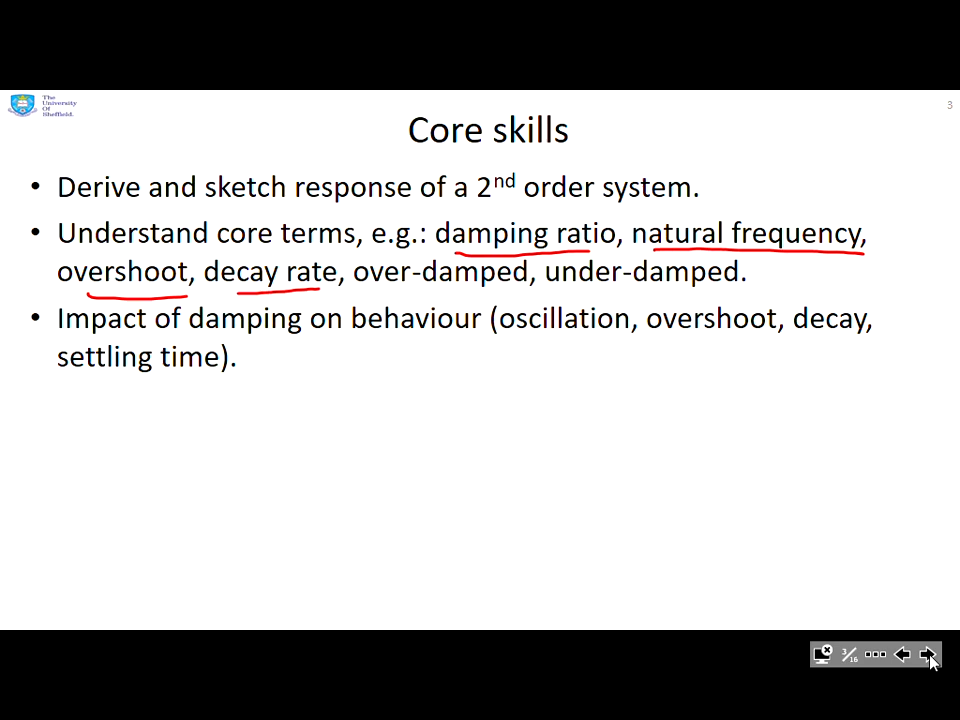 The
University
Of
Sheffield.
3
Core skills
• Derive and sketch response of a 2nd order system.
• Understand core terms, e.g.: damping ratio, natural frequency,
overshoot, decay rate, over-damped, under-damped.
• Impact of damping on behaviour (oscillation, overshoot, decay,
settling time).
3/16